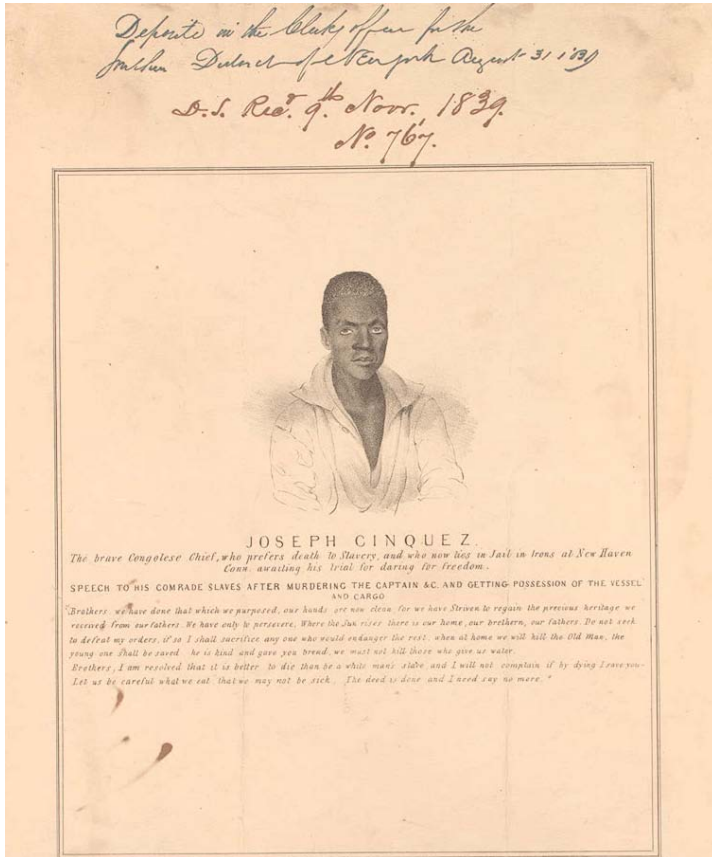 Deposite in the Clerks office for the
Southern District of New York August 31 1839
D.S. Recd. 9th. Novr. 1839.
No. 767.
JOSEPH CINQUEZ.
The brave Congolese Chief, who prefers death to Slavery, and who now lies in Jail in Irons at New Haven
Conn. awaiting his trial for daring for freedom.
SPEECH TO HIS COMRADE SLAVES AFTER MURDERING THE CAPTAIN &C. AND GETTING POSSESSION OF THE VESSEL
AND CARGO
"Brothers we have done that which we purposed, our hands are now clean for we have Striven to regain the precious heritage we
received from our fathers. We have only to persevere. Where the Sun rises there is our home, our brethern, our fathers. Do not seek
to defeat my orders, if so I shall sacrifice any one who would endanger the rest, when at home we will kill the Old Man, the
young one shall be saved he is kind and gave you bread, we must not kill those who give us water.
Brothers, I am resolved that it is better to die than be a white man's slave and I will not complain if by dying I save you-
Let us be careful what we eat that we may not be sick. The deed is done and I need say no more."